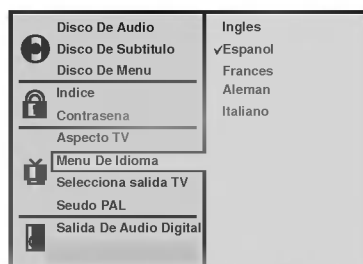 Disco De Audio
Disco De Subtitulo
Disco De Menu
Indice
Contrasena
Aspecto TV
Menu De Idioma
Selecciona salida TV
Seudo PAL
Salida De Audio Digital
Ingles
✓Espanol
Frances
Aleman
Italiano